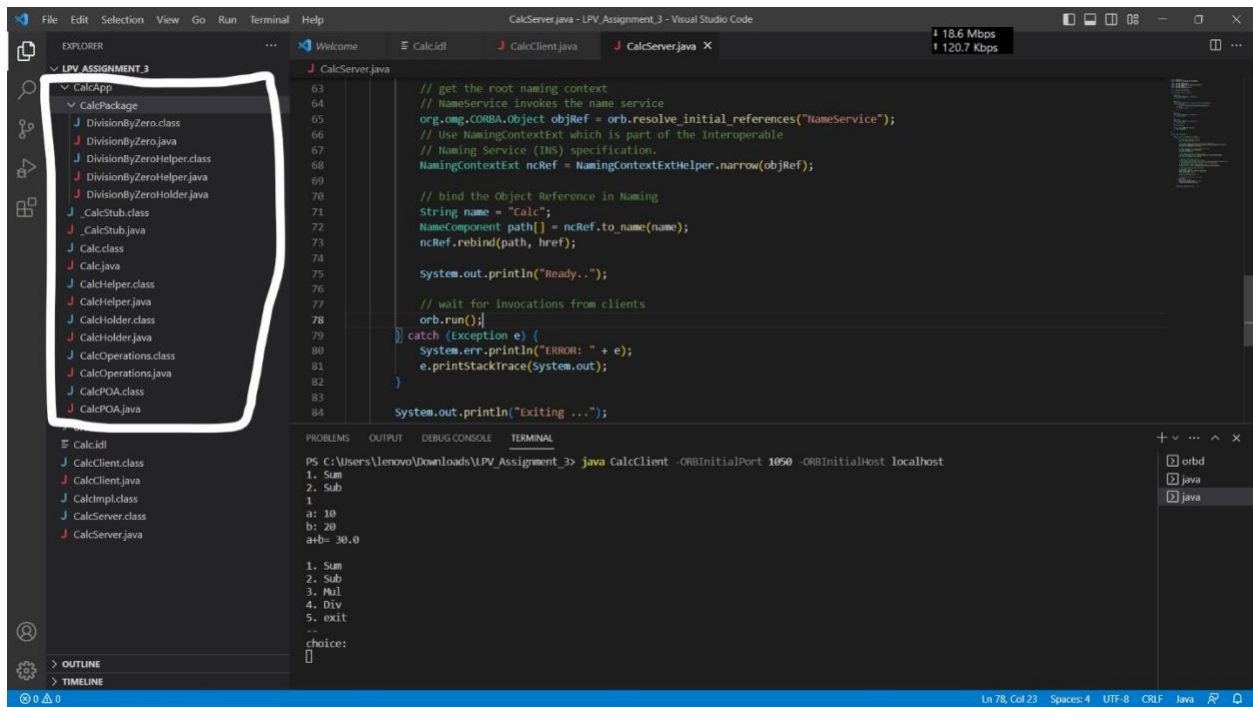 File Edit Selection View Go Run Terminal Help
CalcServer.java - LPV_Assignment_3 - Visual Studio Code
18.6 Mbps
120.7 Kbps
EXPLORER
LPV_ASSIGNMENT_3
CalcApp
CalcPackage
DivisionByZero.class
DivisionByZero.java
DivisionByZeroHelper.class
DivisionByZeroHelper.java
DivisionByZeroHolder.java
_CalcStub.class
_CalcStub.java
Calc.class
Calc.java
CalcHelper.class
CalcHelper.java
CalcHolder.class
CalcHolder.java
CalcOperations.class
CalcOperations.java
CalcPOA.class
CalcPOA.java
Calc.idl
CalcClient.class
CalcClient.java
CalcImpl.class
CalcServer.class
CalcServer.java
OUTLINE
TIMELINE
Welcome Calc.idl CalcClient.java CalcServer.java
CalcServer.java
63 // get the root naming context
64 // NameService invokes the name service
65 org.omg.CORBA.Object objRef = orb.resolve_initial_references("NameService");
66 // Use NamingContextExt which is part of the Interoperable
67 // Naming Service (INS) specification.
68 NamingContextExt ncRef = NamingContextExtHelper.narrow(objRef);
69
70 // bind the Object Reference in Naming
71 String name = "Calc";
72 NameComponent path[] = ncRef.to_name(name);
73 ncRef.rebind(path, href);
74
75 System.out.println("Ready..");
76
77 // wait for invocations from clients
78 orb.run();
79 } catch (Exception e) {
80 System.err.println("ERROR: " + e);
81 e.printStackTrace(System.out);
82 }
83
84 System.out.println("Exiting ...");
PROBLEMS OUTPUT DEBUG CONSOLE TERMINAL
PS C:\Users\lenovo\Downloads\LPV_Assignment_3> java CalcClient -ORBInitialPort 1050 -ORBInitialHost localhost
1. Sum
2. Sub
1
a: 10
b: 20
a+b= 30.0
1. Sum
2. Sub
3. Mul
4. Div
5. exit
--
choice:
orbd
java
java
0 0
Ln 78, Col 23 Spaces: 4 UTF-8 CRLF Java